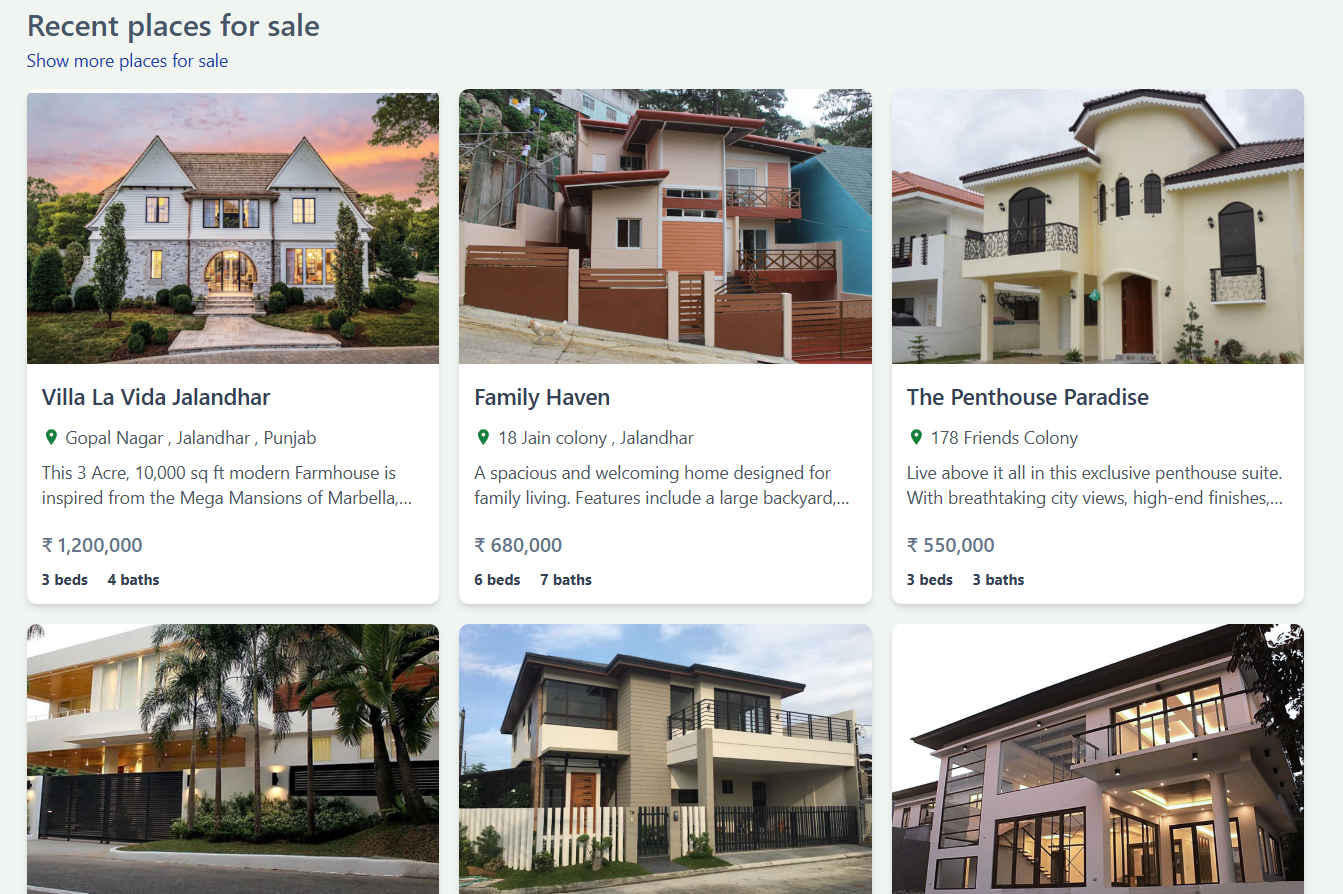 Recent places for sale
Show more places for sale
Villa La Vida Jalandhar
Gopal Nagar , Jalandhar , Punjab
This 3 Acre, 10,000 sq ft modern Farmhouse is
inspired from the Mega Mansions of Marbella,...
₹ 1,200,000
3 beds 4 baths
Family Haven
18 Jain colony , Jalandhar
A spacious and welcoming home designed for
family living. Features include a large backyard,...
₹ 680,000
6 beds 7 baths
The Penthouse Paradise
178 Friends Colony
Live above it all in this exclusive penthouse suite.
With breathtaking city views, high-end finishes,...
₹ 550,000
3 beds 3 baths